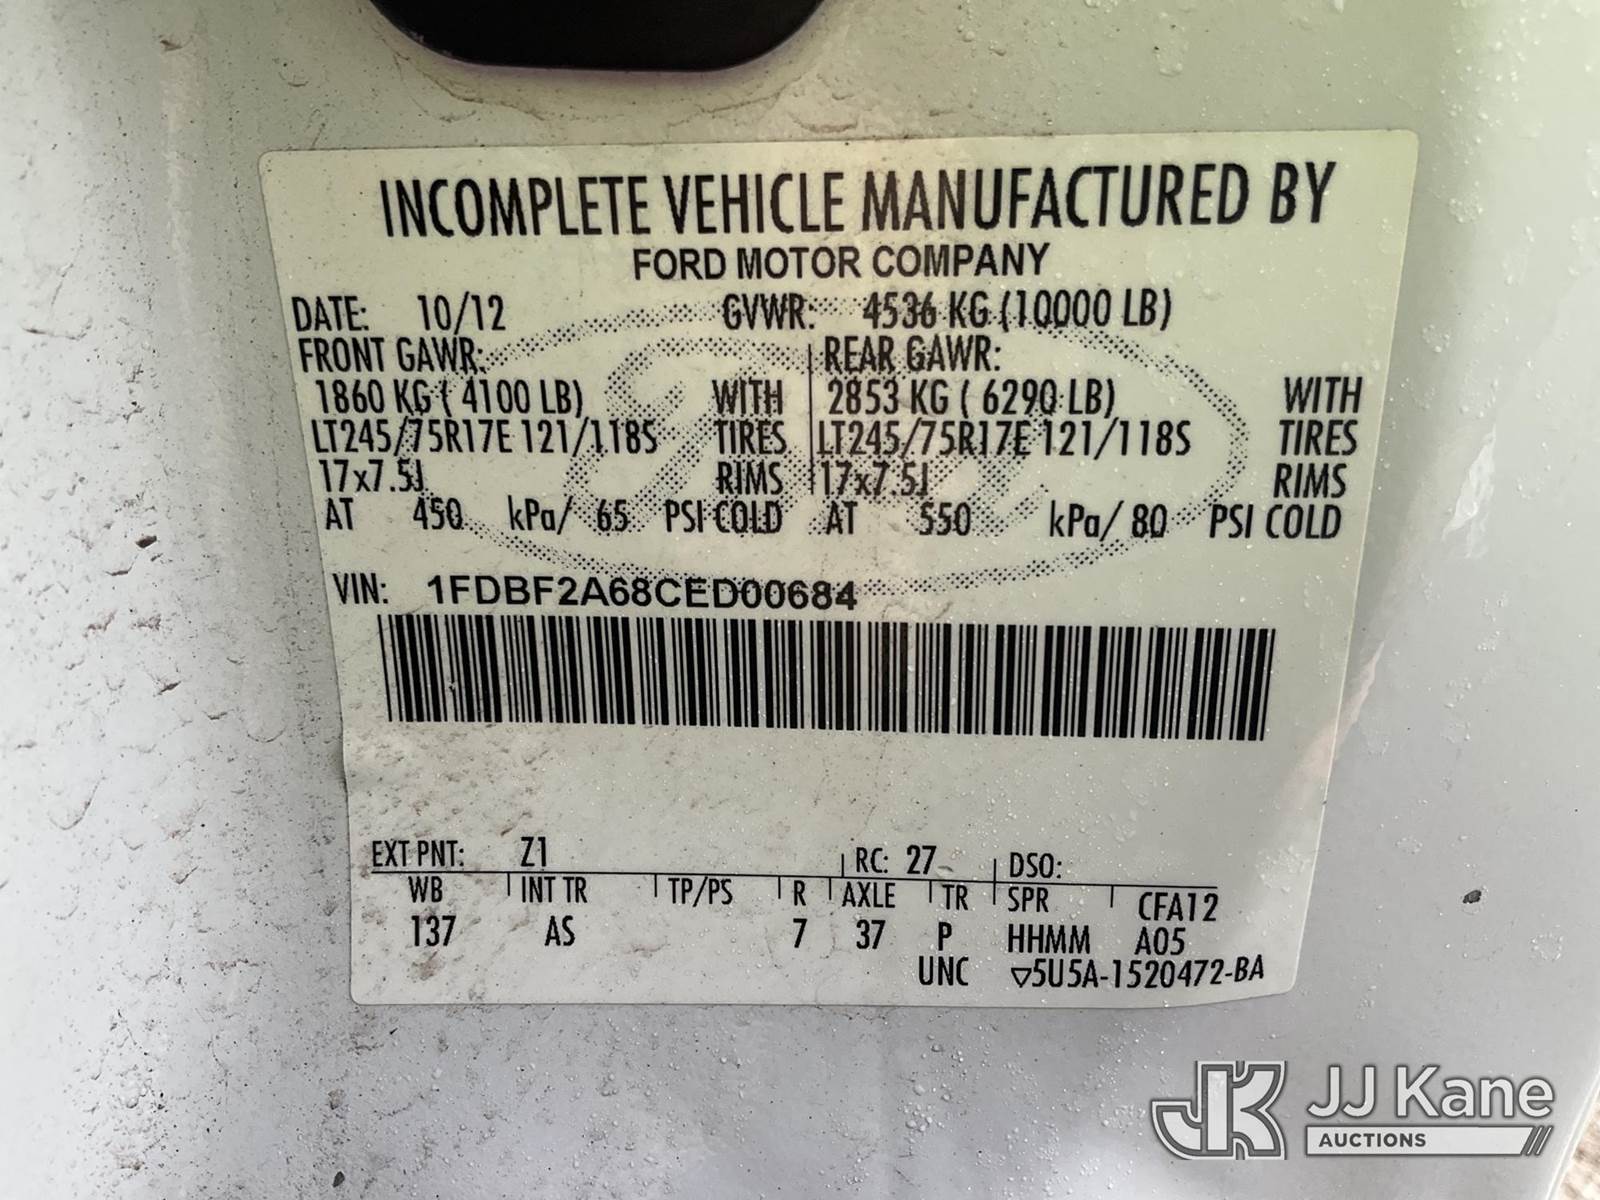 INCOMPLETE VEHICLE MANUFACTURED BY
FORD MOTOR COMPANY
DATE: 10/12 GVWR: 4536 KG (10000 LB)
FRONT GAWR: REAR GAWR:
1860 KG ( 4100 LB) WITH 2853 KG ( 6290 LB) WITH
LT245/75R17E 121/118S TIRES LT245/75R17E 121/118S TIRES
17x7.5J RIMS 17x7.5J RIMS
AT 450 kPa/ 65 PSI COLD AT 550 kPa/ 80 PSI COLD
VIN: 1FDBF2A68CED00684
EXT PNT: Z1 RC: 27 DSO:
WB INT TR TP/PS R AXLE TR SPR CFA12
137 AS 7 37 P HHMM A05
UNC ▽5U5A-1520472-BA
JK JJ Kane
AUCTIONS